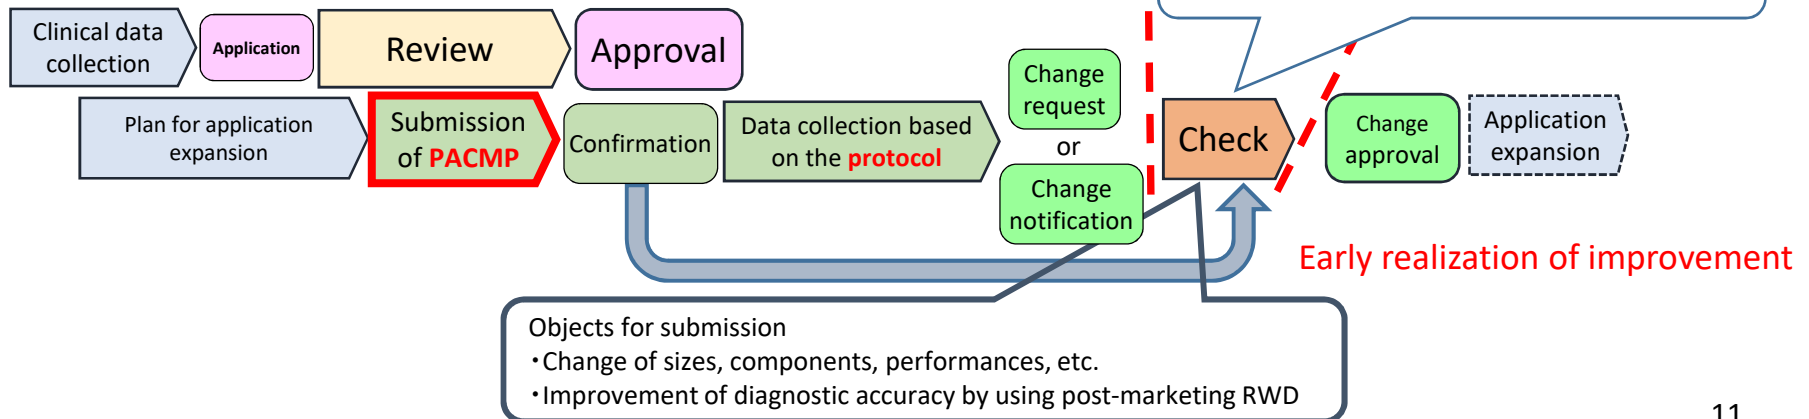 Clinical data
collection
Application
Review
Approval
Plan for application
expansion
Submission
of PACMP
Confirmation
Data collection based
on the protocol
Change
request
or
Change
notification
Check
Change
approval
Application
expansion
Early realization of improvement
Objects for submission
・Change of sizes, components, performances, etc.
・Improvement of diagnostic accuracy by using post-marketing RWD
11